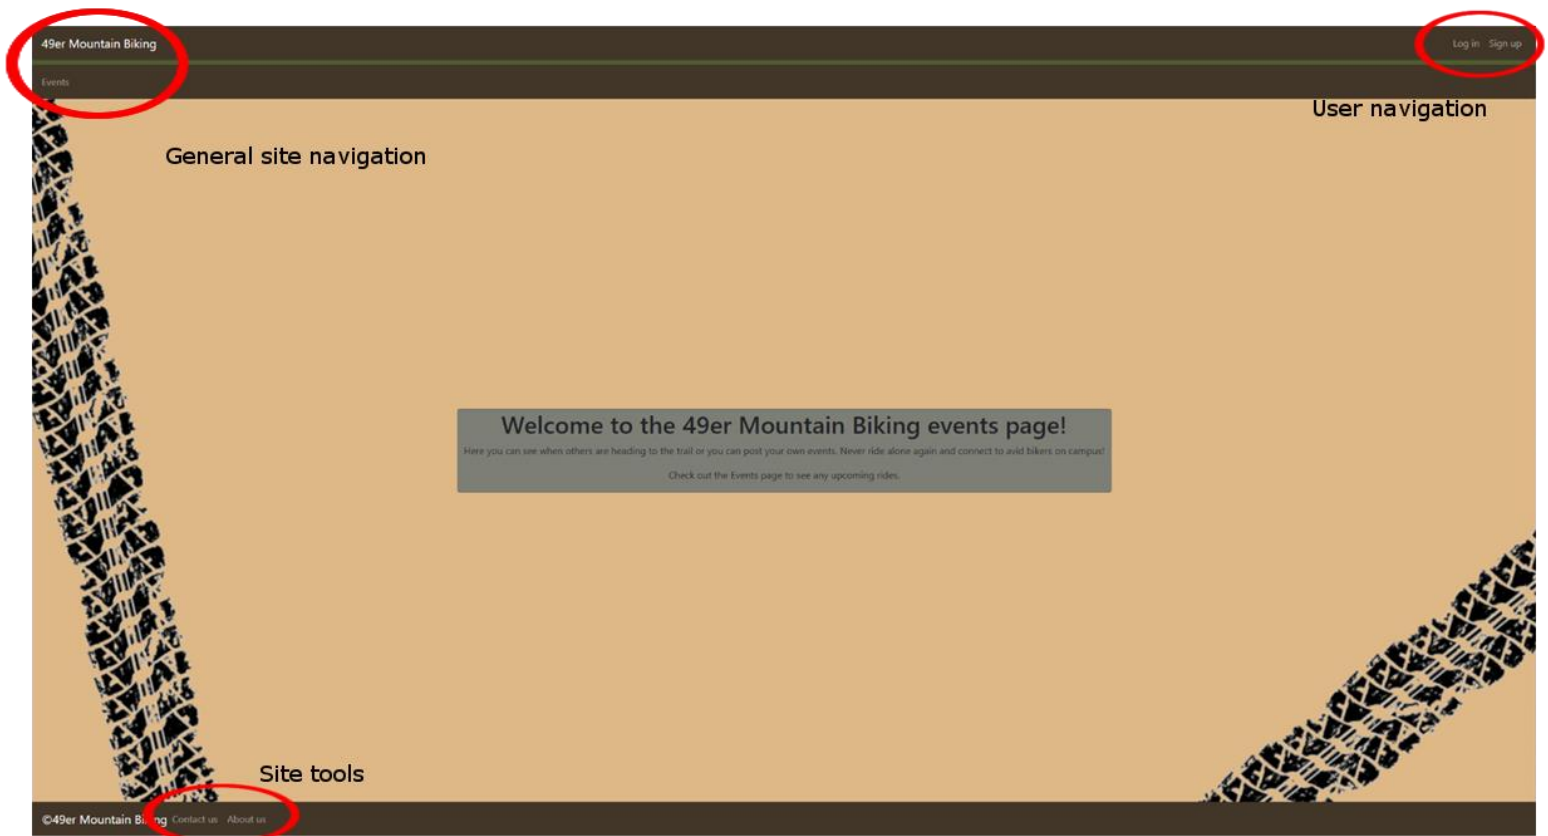 49er Mountain Biking
Log in Sign up
Events
User navigation
General site navigation
Welcome to the 49er Mountain Biking events page!
Here you can see when others are heading to the trail or you can post your own events. Never ride alone again and connect to avid bikers on campus!
Check out the Events page to see any upcoming rides.
Site tools
©49er Mountain Biking Contact us About us